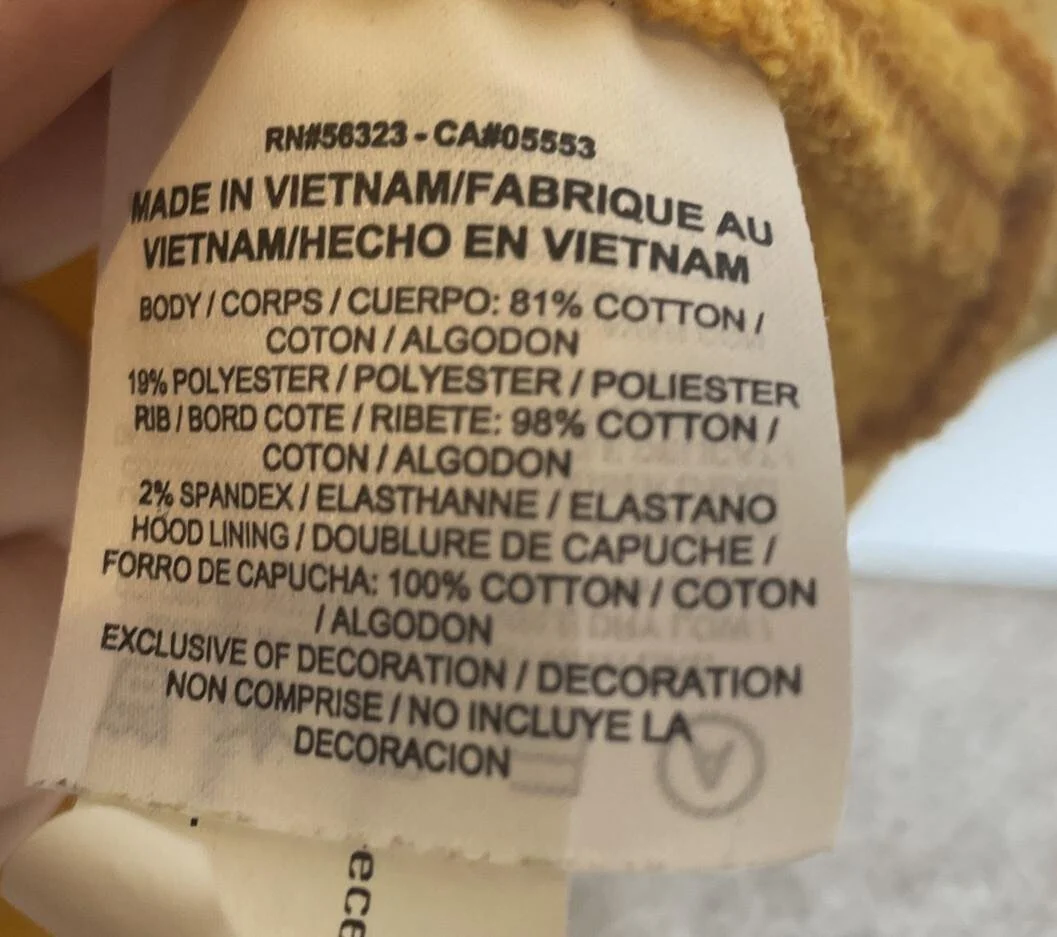 RN#56323 - CA#05553
MADE IN VIETNAM/FABRIQUE AU
VIETNAM/HECHO EN VIETNAM
BODY / CORPS / CUERPO: 81% COTTON /
COTON / ALGODON
19% POLYESTER / POLYESTER / POLIESTER
RIB / BORD COTE / RIBETE: 98% COTTON /
COTON / ALGODON
2% SPANDEX / ELASTHANNE / ELASTANO
HOOD LINING / DOUBLURE DE CAPUCHE /
FORRO DE CAPUCHA: 100% COTTON / COTON
/ ALGODON
EXCLUSIVE OF DECORATION / DECORATION
NON COMPRISE / NO INCLUYE LA
DECORACION